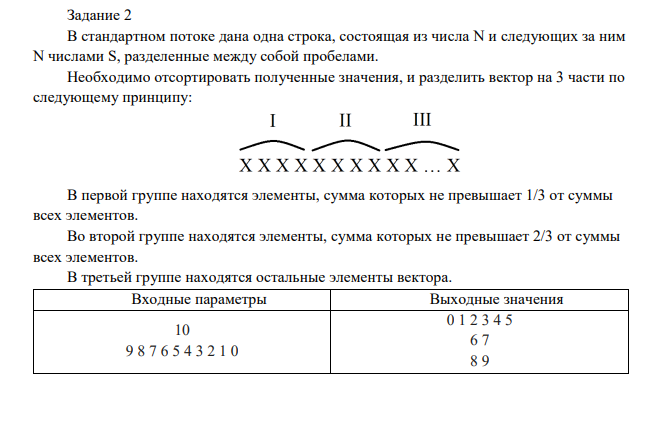 Задание 2
В стандартном потоке дана одна строка, состоящая из числа N и следующих за ним
N числами S, разделенные между собой пробелами.
Необходимо отсортировать полученные значения, и разделить вектор на 3 части по
следующему принципу:
I II III
X X X X X X X X X X ... X
В первой группе находятся элементы, сумма которых не превышает 1/3 от суммы
всех элементов.
Во второй группе находятся элементы, сумма которых не превышает 2/3 от суммы
всех элементов.
В третьей группе находятся остальные элементы вектора.
Входные параметры Выходные значения
10
9 8 7 6 5 4 3 2 1 0
0 1 2 3 4 5
6 7
8 9